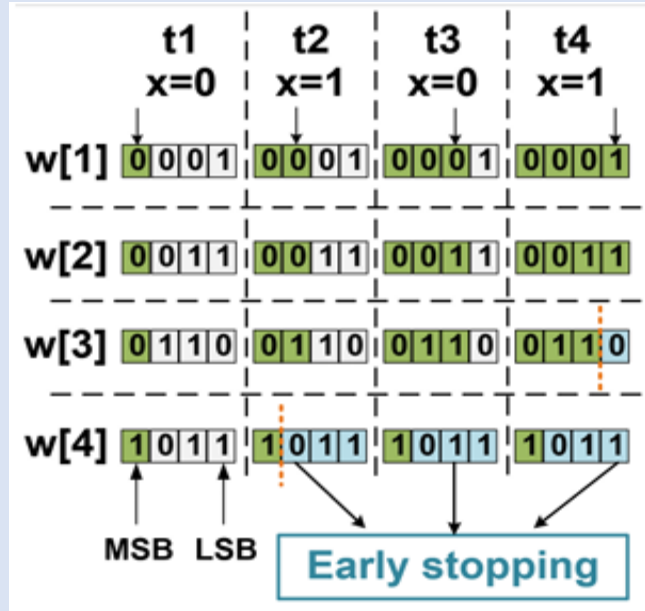 t1 t2 t3 t4
x=0 x=1 x=0 x=1
w[1] 0001 0001 0001 0001
w[2] 0011 0011 0011 0011
w[3] 0110 0110 0110 0110
w[4] 1011 1011 1011 1011
MSB LSB
Early stopping